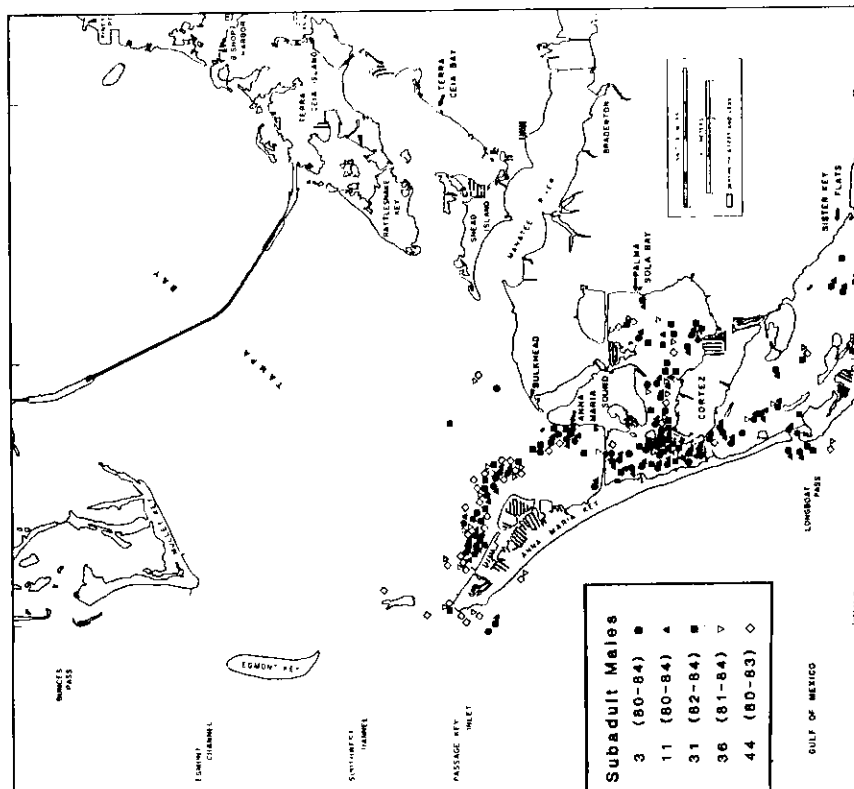 BUNCES
PASS
EGMONT
CHANNEL
EGMONT KEY
PASSAGE KEY
INLET
GULF OF MEXICO
TAMPA
BAY
HARBOR
TERRA
CEIA ISLAND
TERRA
CEIA BAY
RATTLESNAKE
KEY
SNEAD
ISLAND
MANATEE RIVER
BRADENTON
PALMA
SOLA BAY
BULKHEAD
ANNA
MARIA
SOUND
CORTEZ
ANNA MARIA KEY
LONGBOAT
PASS
SISTER KEY
FLATS
Subadult Males
3 (80-84) ●
11 (80-84) ▲
31 (82-84) ■
36 (81-84) ▽
44 (80-83) ◇